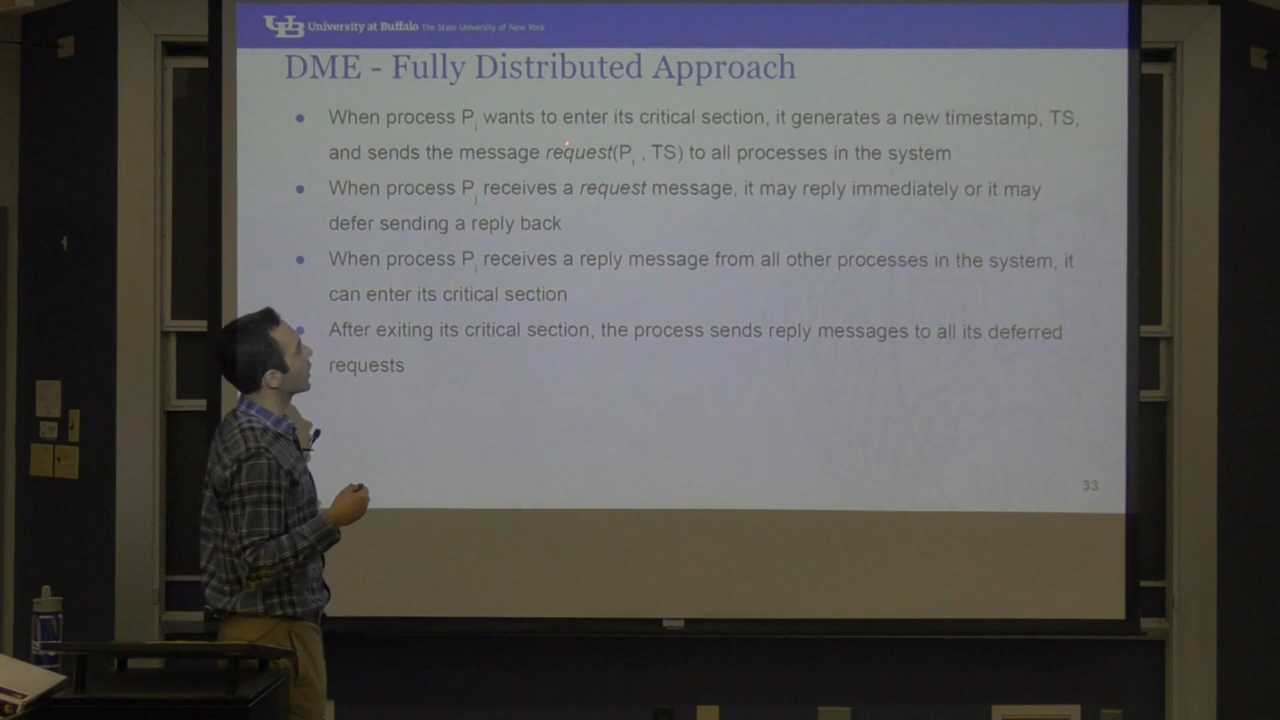 UB University at Buffalo The State University of New York
DME - Fully Distributed Approach
• When process Pi wants to enter its critical section, it generates a new timestamp, TS,
and sends the message request(Pi , TS) to all processes in the system
• When process Pj receives a request message, it may reply immediately or it may
defer sending a reply back
• When process Pi receives a reply message from all other processes in the system, it
can enter its critical section
• After exiting its critical section, the process sends reply messages to all its deferred
requests
33